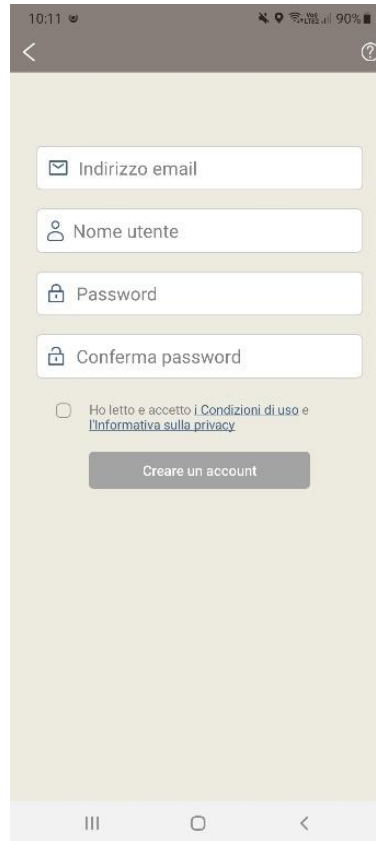 10:11
90%
Indirizzo email
Nome utente
Password
Conferma password
Ho letto e accetto i Condizioni di uso e
l'Informativa sulla privacy
Creare un account